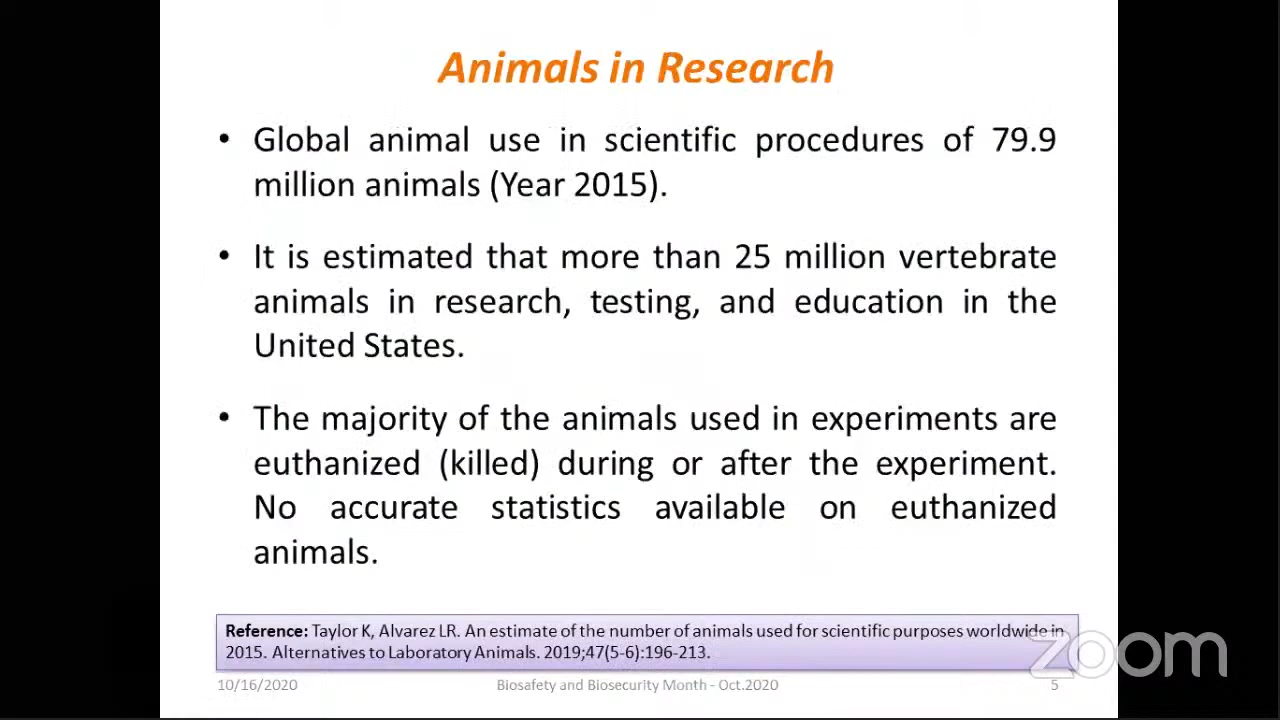 Animals in Research
• Global animal use in scientific procedures of 79.9
million animals (Year 2015).
• It is estimated that more than 25 million vertebrate
animals in research, testing, and education in the
United States.
• The majority of the animals used in experiments are
euthanized (killed) during or after the experiment.
No accurate statistics available on euthanized
animals.
Reference: Taylor K, Alvarez LR. An estimate of the number of animals used for scientific purposes worldwide in
2015. Alternatives to Laboratory Animals. 2019;47(5-6):196-213.
zoom
10/16/2020 Biosafety and Biosecurity Month - Oct.2020 5